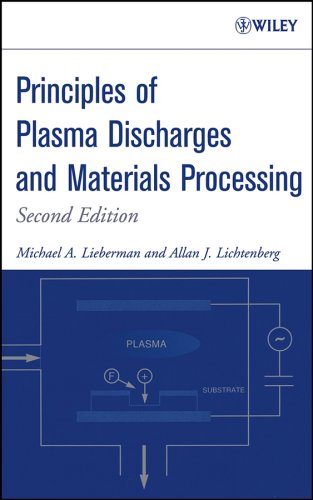 WILEY
Principles of
Plasma Discharges
and Materials Processing
Second Edition
Michael A. Lieberman and Allan J. Lichtenberg
PLASMA
F
+
~
SUBSTRATE